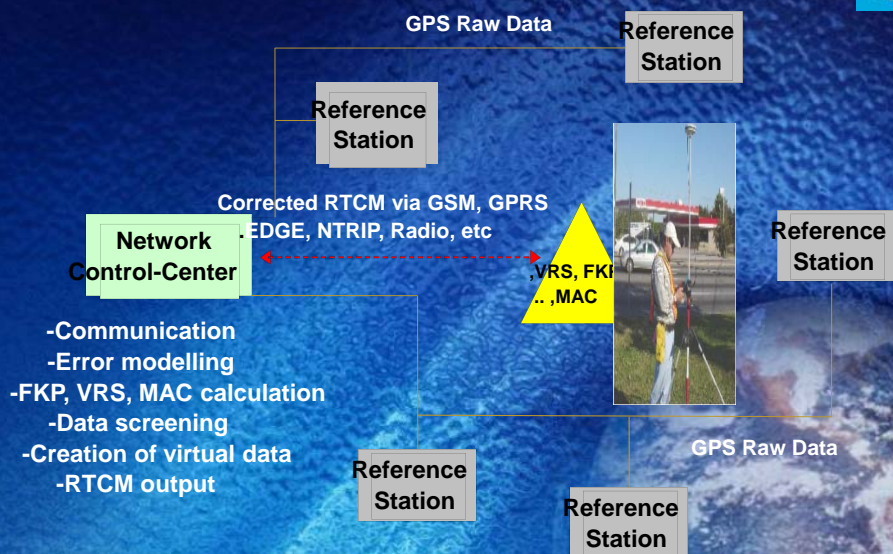 GPS Raw Data
Reference
Station
Reference
Station
Corrected RTCM via GSM, GPRS
.EDGE, NTRIP, Radio, etc
Network
Control-Center
,VRS, FKP
.. ,MAC
Reference
Station
-Communication
-Error modelling
-FKP, VRS, MAC calculation
-Data screening
-Creation of virtual data
-RTCM output
GPS Raw Data
Reference
Station
Reference
Station